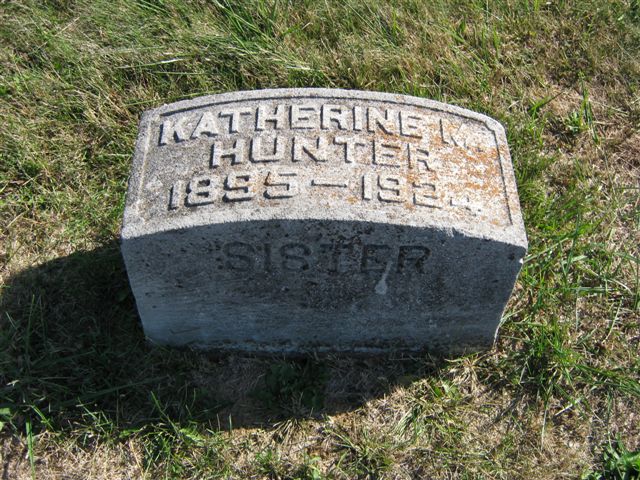 KATHERINE M.
HUNTER
1895–1924
SISTER